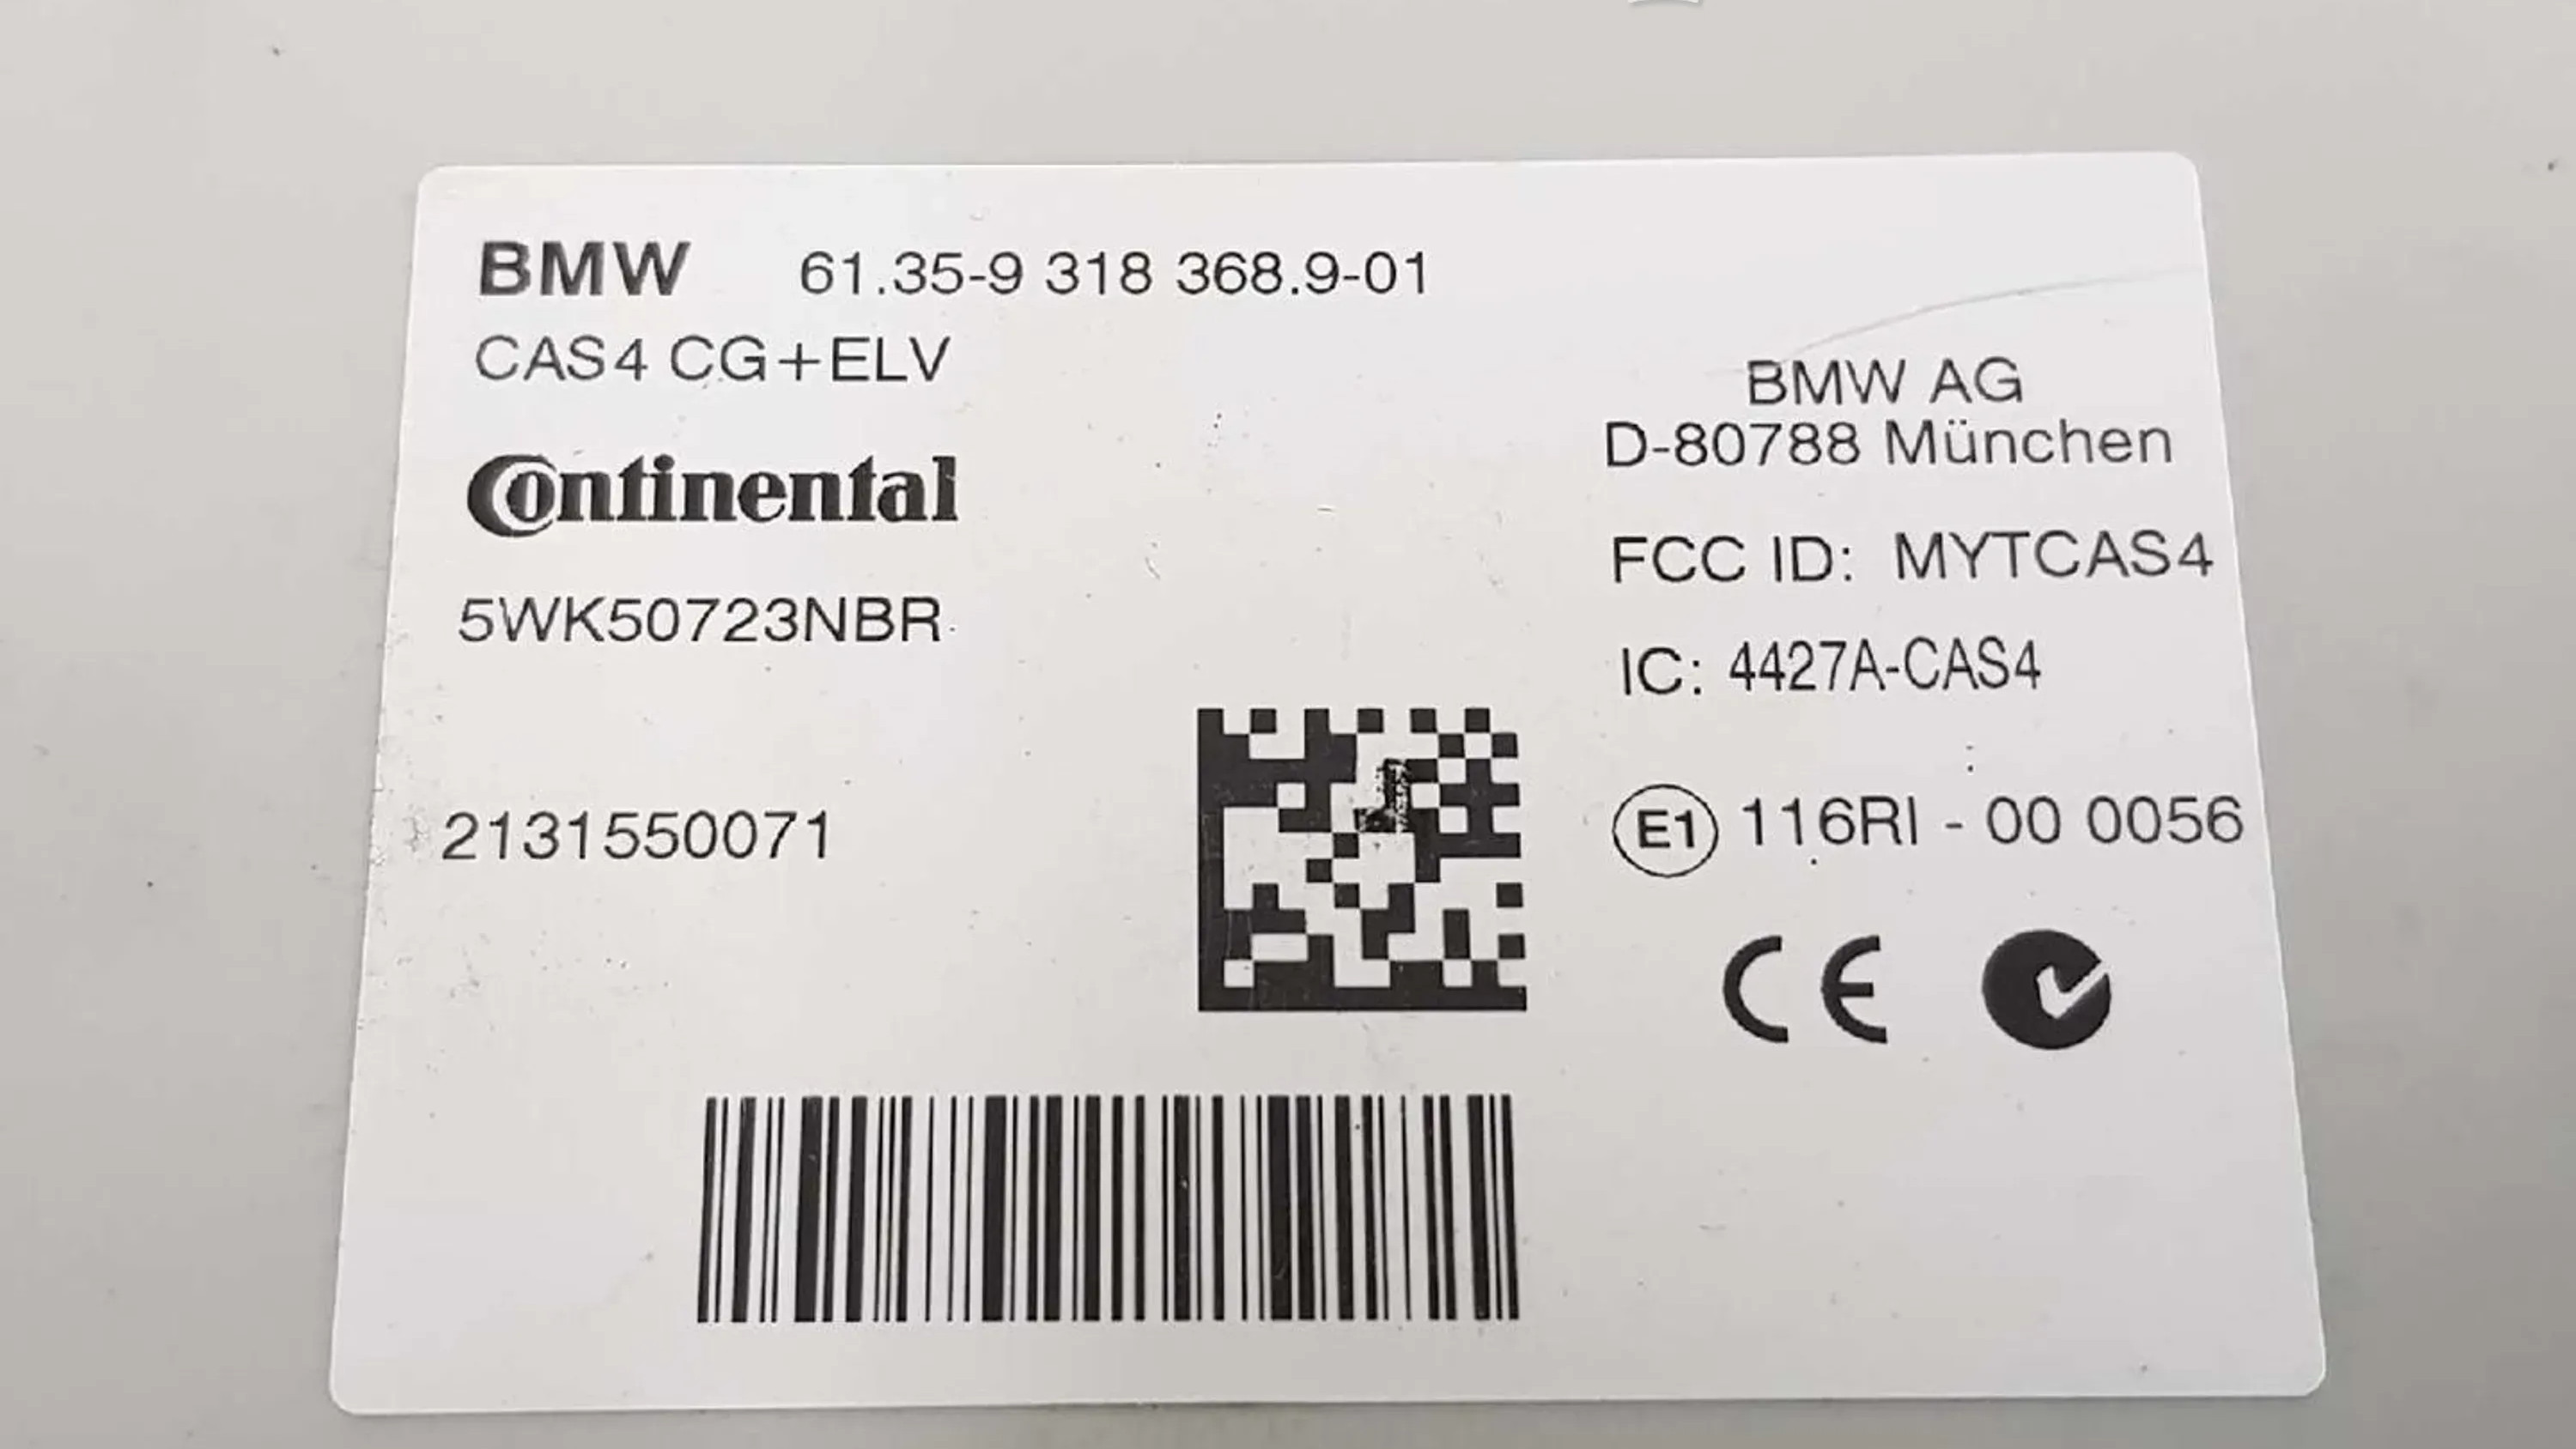 BMW 61.35-9 318 368.9-01
CAS4 CG+ELV
Continental
5WK50723NBR
2131550071
BMW AG
D-80788 München
FCC ID: MYTCAS4
IC: 4427A-CAS4
E1 116RI - 00 0056
CE